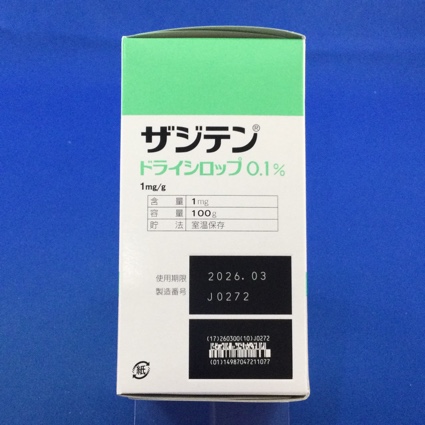 ザジテン®
ドライシロップ0.1%
1mg/g
含 量 1mg
容 量 100g
貯 法 室温保存
使用期限 2026.03
製造番号 J0272
(17)260300(10)J0272
(01)14987047211077
紙